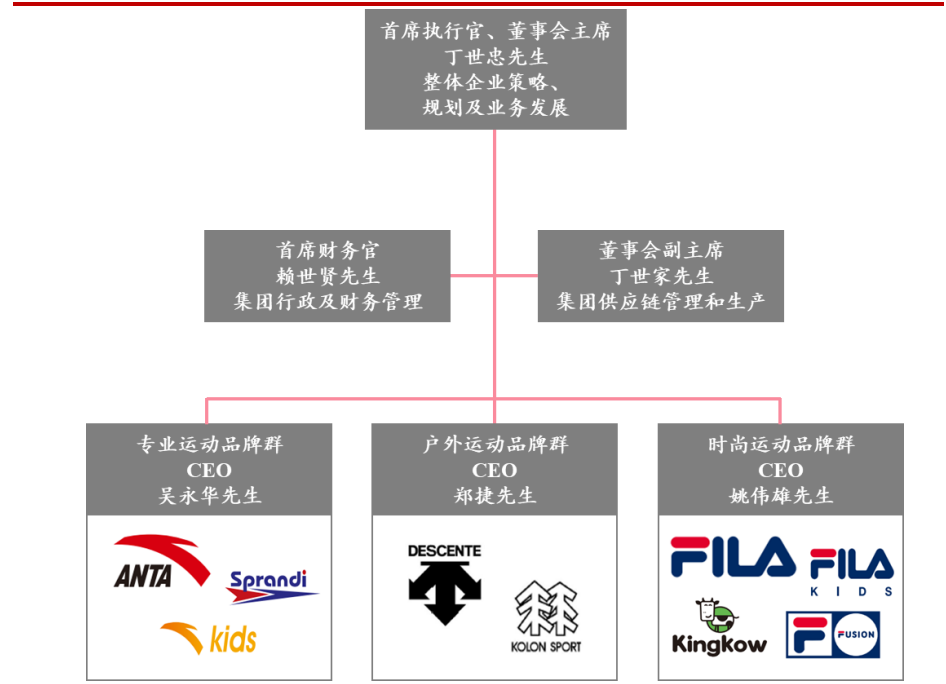 首席执行官、董事会主席
丁世忠先生
整体企业策略、
规划及业务发展
首席财务官
赖世贤先生
集团行政及财务管理
董事会副主席
丁世家先生
集团供应链管理和生产
专业运动品牌群
CEO
吴永华先生
ANTA
Sprandi
kids
户外运动品牌群
CEO
郑捷先生
DESCENTE
KOLON SPORT
时尚运动品牌群
CEO
姚伟雄先生
FILA
FILA
KIDS
Kingkow
F FUSION